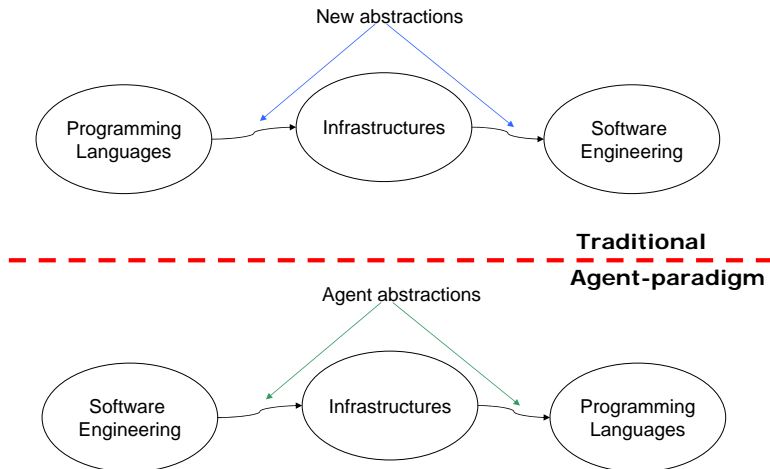 New abstractions
Programming
Languages
Infrastructures
Software
Engineering
Traditional
Agent-paradigm
Agent abstractions
Software
Engineering
Infrastructures
Programming
Languages